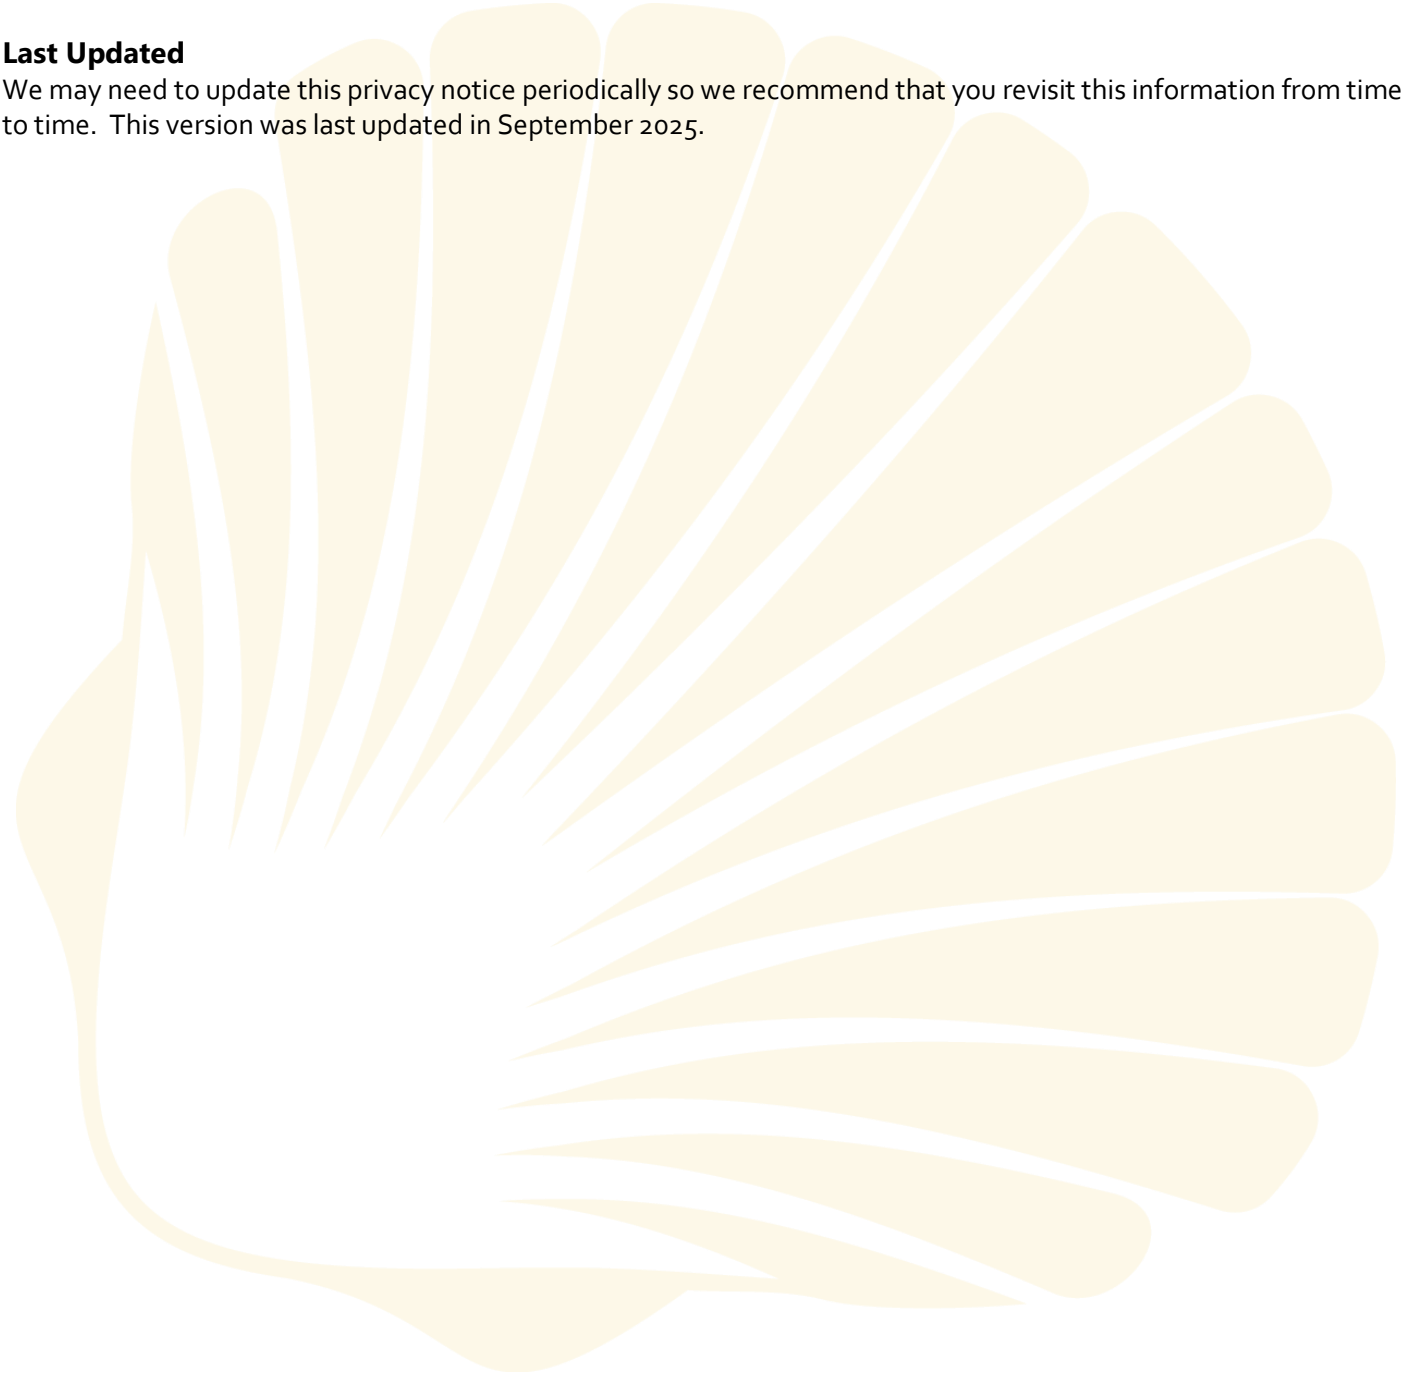 Last Updated
We may need to update this privacy notice periodically so we recommend that you revisit this information from time
to time.  This version was last updated in September 2025.